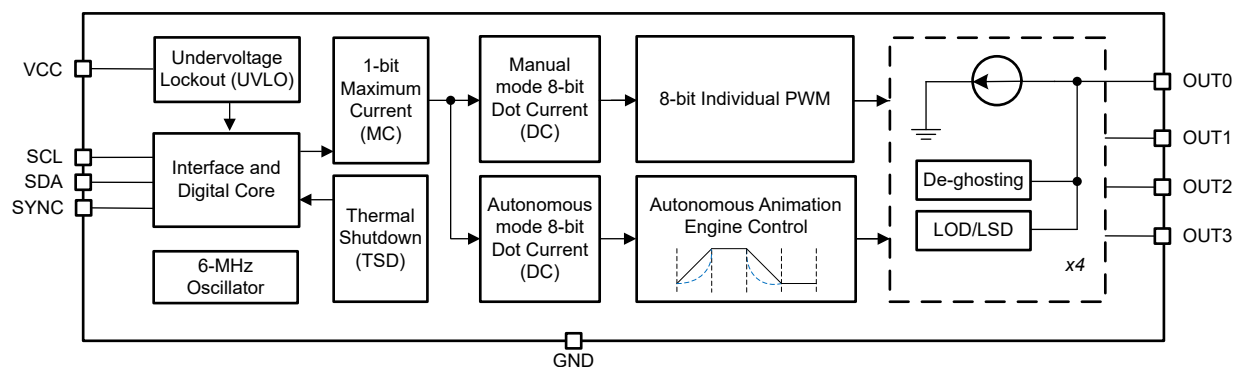 VCC
SCL
SDA
SYNC
Undervoltage
Lockout (UVLO)
Interface and
Digital Core
6-MHz
Oscillator
1-bit
Maximum
Current
(MC)
Thermal
Shutdown
(TSD)
Manual
mode 8-bit
Dot Current
(DC)
Autonomous
mode 8-bit
Dot Current
(DC)
8-bit Individual PWM
Autonomous Animation
Engine Control
De-ghosting
LOD/LSD
x4
OUT0
OUT1
OUT2
OUT3
GND